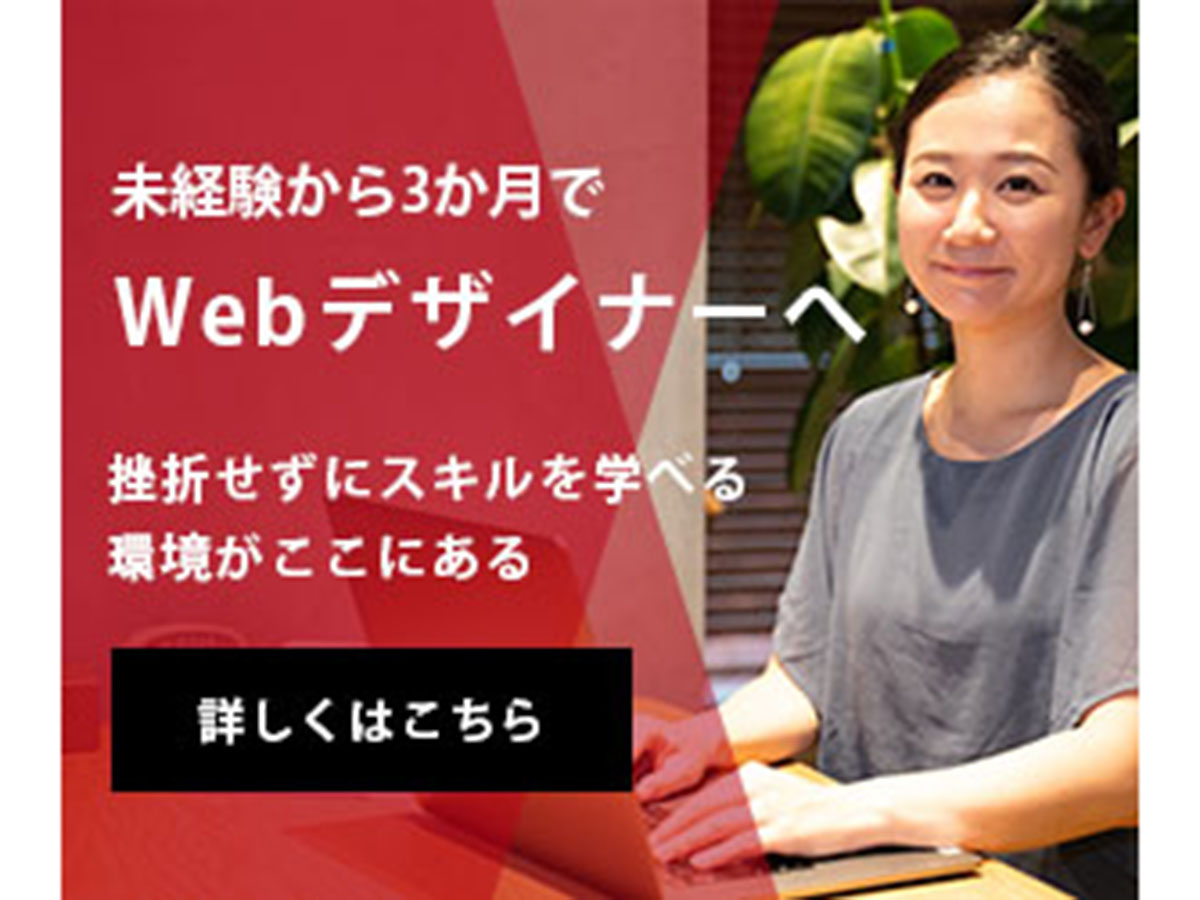 未経験から3か月で
Webデザイナーへ
挫折せずにスキルを学べる
環境がここにある
詳しくはこちら